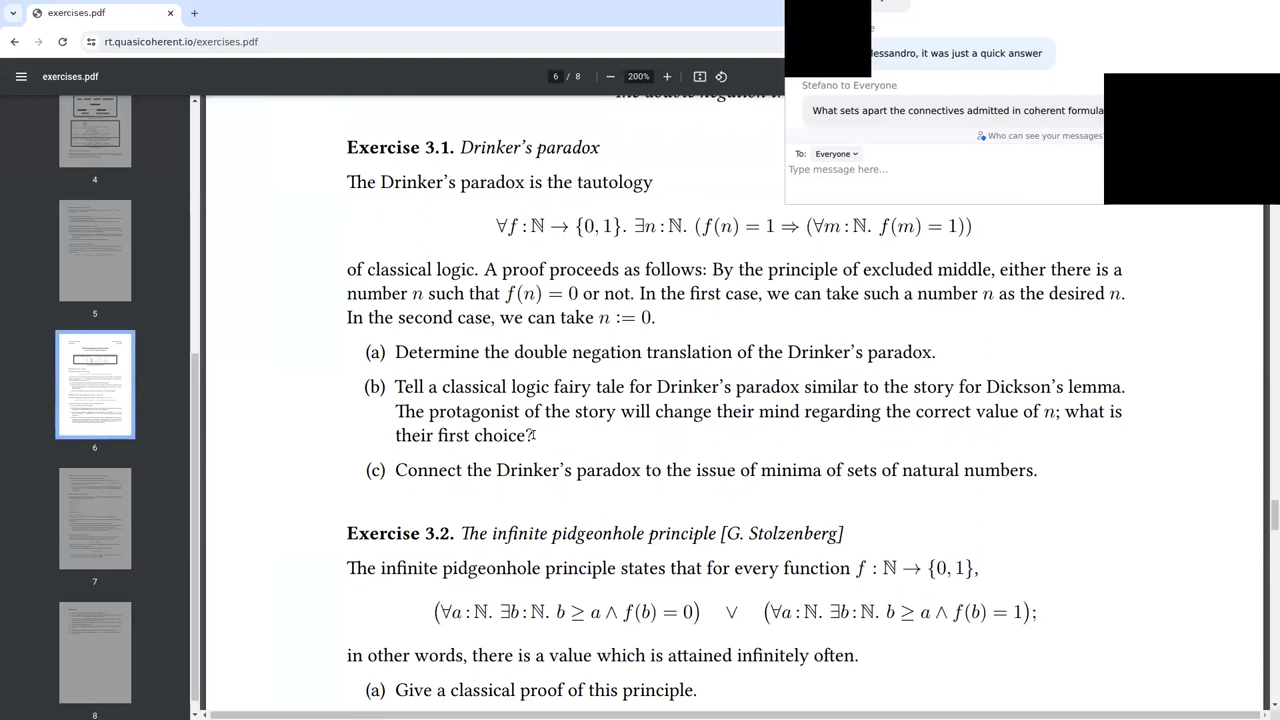 exercises.pdf
rt.quasicoherent.io/exercises.pdf
exercises.pdf
6 / 8
200%
lessandro, it was just a quick answer
Stefano to Everyone
What sets apart the connectives admitted in coherent formula
Who can see your messages?
To: Everyone
Type message here...
4
5
6
7
8
The double negation
Exercise 3.1. Drinker's paradox
The Drinker's paradox is the tautology
∀f : ℕ → {0, 1}. ∃n : ℕ. (f(n) = 1 ⇒ (∀m : ℕ. f(m) = 1))
of classical logic. A proof proceeds as follows: By the principle of excluded middle, either there is a
number n such that f(n) = 0 or not. In the first case, we can take such a number n as the desired n.
In the second case, we can take n := 0.
(a) Determine the double negation translation of the Drinker's paradox.
(b) Tell a classical logic fairy tale for Drinker's paradox similar to the story for Dickson's lemma.
The protagonist of the story will change their mind regarding the correct value of n; what is
their first choice?
(c) Connect the Drinker's paradox to the issue of minima of sets of natural numbers.
rcise 3.2. The infinite pidgeonhole principle [G. Stolzenberg]
The infinite pidgeonhole principle states that for every function f : ℕ → {0, 1},
(∀a : ℕ. ∃b : ℕ. b ≥ a ∧ f(b) = 0) ∨ (∀a : ℕ. ∃b : ℕ. b ≥ a ∧ f(b) = 1);
in other words, there is a value which is attained infinitely often.
(a) Give a classical proof of this principle.